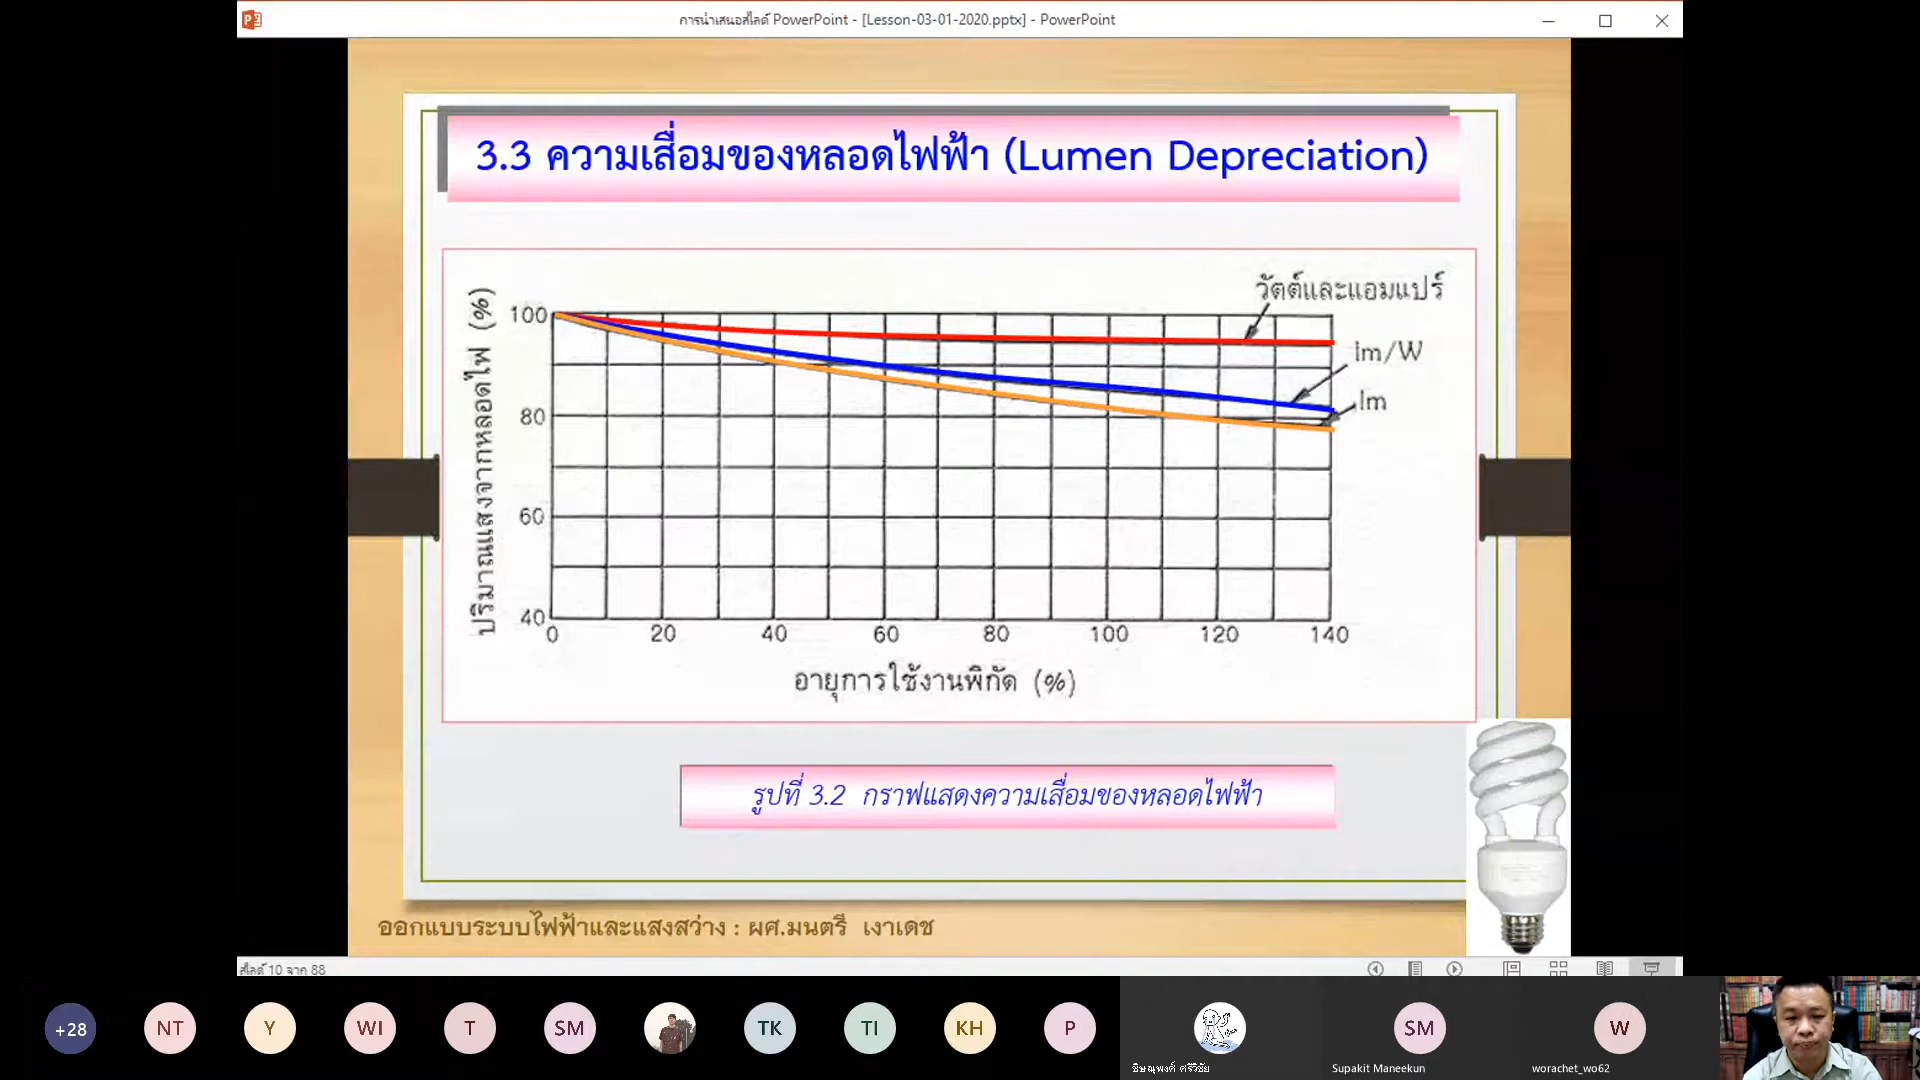 การนำเสนอสไลด์ PowerPoint - [Lesson-03-01-2020.pptx] - PowerPoint
3.3 ความเสื่อมของหลอดไฟฟ้า (Lumen Depreciation)
ปริมาณแสงจากหลอดไฟ (%)
วัตต์และแอมแปร์
lm/W
lm
100
80
60
40
0 20 40 60 80 100 120 140
อายุการใช้งานพิกัด (%)
รูปที่ 3.2 กราฟแสดงความเสื่อมของหลอดไฟฟ้า
ออกแบบระบบไฟฟ้าและแสงสว่าง : ผศ.มนตรี เงาเดช
สไลด์ 10 จาก 88
+28 NT Y WI T SM TK TI KH P SM W
Supakit Maneekun
worachet_wo62